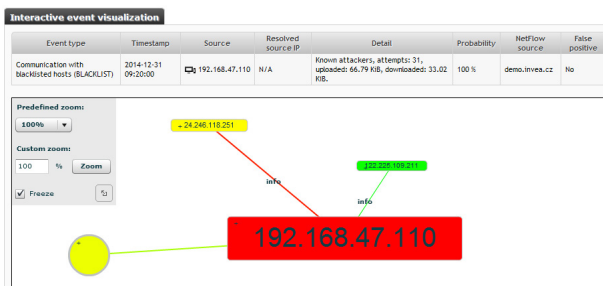 Interactive event visualization
Event type Timestamp Source Resolved source IP Detail Probability NetFlow source False positive
Communication with blacklisted hosts (BLACKLIST) 2014-12-31 09:20:00 192.168.47.110 N/A Known attackers, attempts: 31, uploaded: 66.79 KiB, downloaded: 33.02 KiB. 100 % demo.invea.cz No
Predefined zoom:
100%
Custom zoom:
100 % Zoom
Freeze
+ 24.246.118.251
122.225.109.211
info
info
192.168.47.110